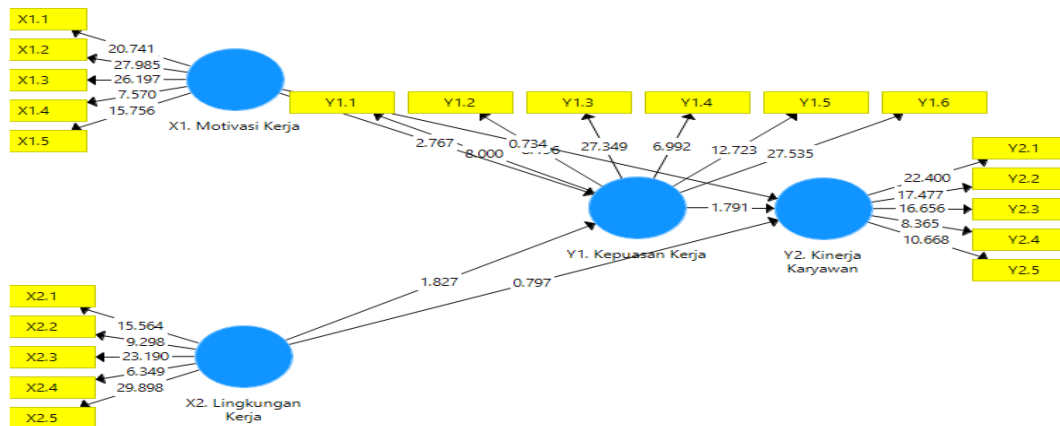 X1.1
X1.2
X1.3
X1.4
X1.5
20.741
27.985
26.197
7.570
15.756
X1. Motivasi Kerja
Y1.1
Y1.2
Y1.3
Y1.4
Y1.5
Y1.6
2.767
8.000
0.734
27.349
6.992
12.723
27.535
Y2.1
Y2.2
Y2.3
Y2.4
Y2.5
22.400
17.477
16.656
8.365
10.668
1.791
Y1. Kepuasan Kerja
Y2. Kinerja
Karyawan
1.827
0.797
X2.1
X2.2
X2.3
X2.4
X2.5
15.564
9.298
23.190
6.349
29.898
X2. Lingkungan
Kerja